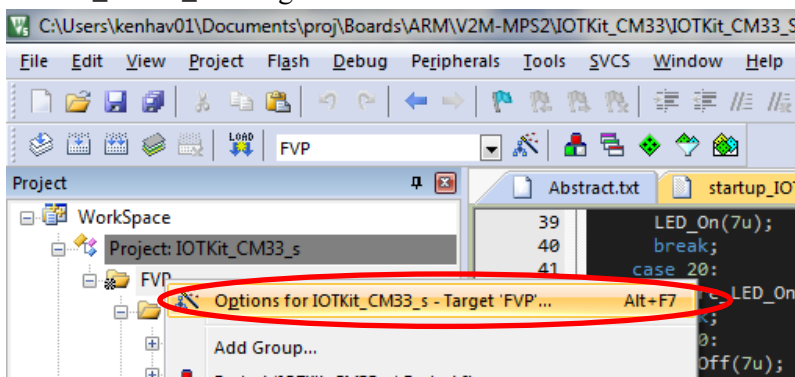 C:\Users\kenhav01\Documents\proj\Boards\ARM\V2M-MPS2\IOTKit_CM33\IOTKit_CM33_S
File Edit View Project Flash Debug Peripherals Tools SVCS Window Help
LOAD FVP
Project Abstract.txt startup_IOT
WorkSpace
39 LED_On(7u);
Project: IOTKit_CM33_s
40 break;
FVP
41 case 20:
Options for IOTKit_CM33_s - Target 'FVP'... Alt+F7
LED_On
Add Group...
Off(7u);